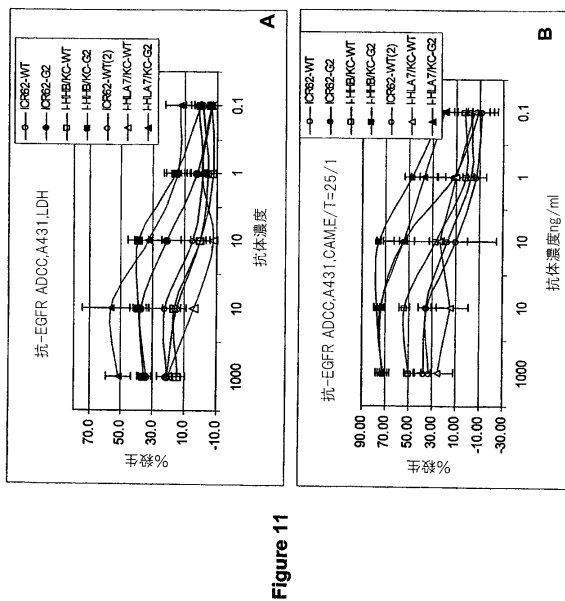 Figure 11
A
抗-EGFR ADCC,A431,LDH
ICR62-WT
ICR62-G2
I-HHB/KC-WT
I-HHB/KC-G2
ICR62-WT(2)
I-HLA7/KC-WT
I-HLA7/KC-G2
%殺生
70.0
50.0
30.0
10.0
-10.0
1000
10
10
1
0.1
抗体濃度
B
抗-EGFR ADCC,A431,CAM,E/T=25/1
ICR62-WT
ICR62-G2
I-HHB/KC-WT
I-HHB/KC-G2
ICR62-WT(2)
I-HLA7/KC-WT
I-HLA7/KC-G2
%殺生
90.00
70.00
50.00
30.00
10.00
-10.00
-30.00
1000
10
10
1
0.1
抗体濃度ng/ml